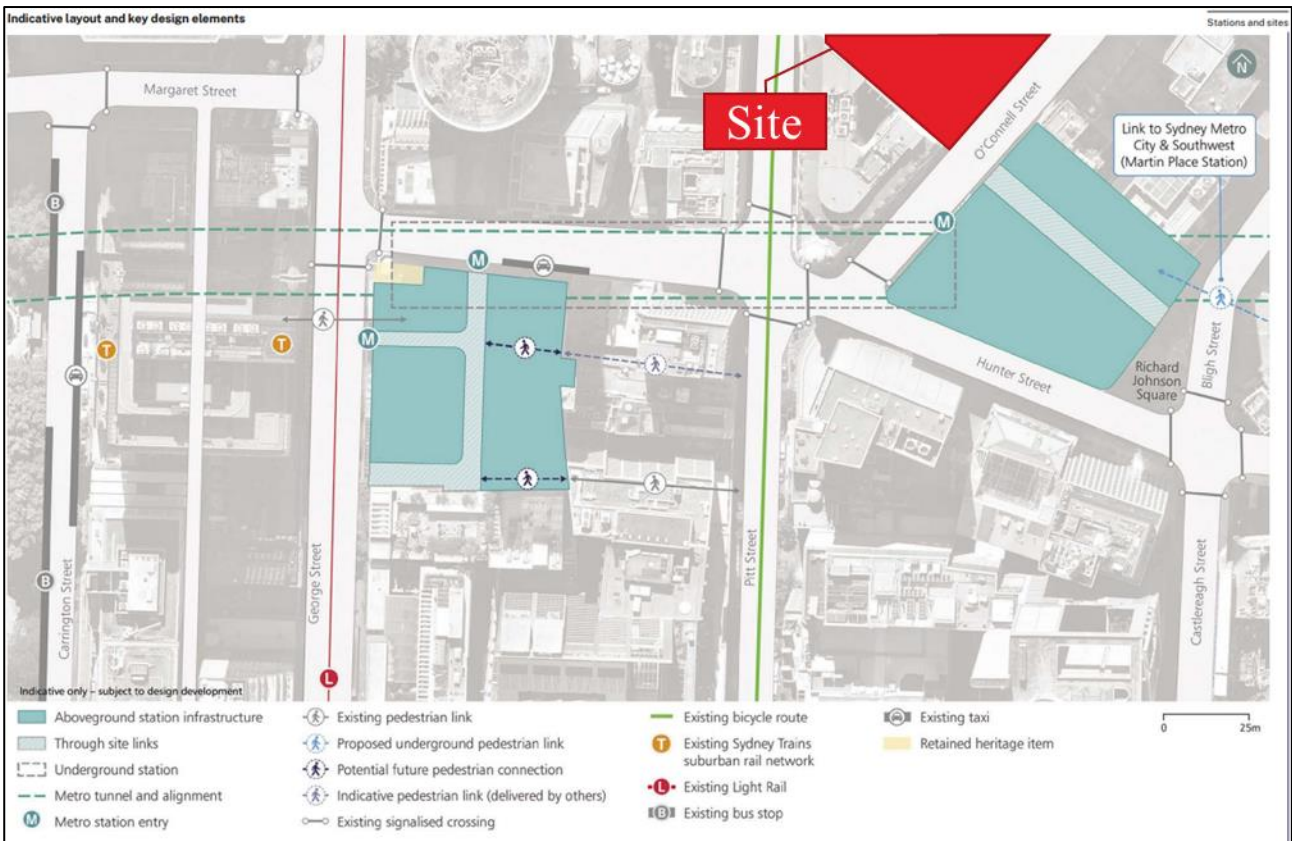 Indicative layout and key design elements
Stations and sites
Margaret Street
Site
N
O'Connell Street
Link to Sydney Metro
City & Southwest
(Martin Place Station)
B
M
M
M
T
T
Hunter Street
Richard
Johnson
Square
Bligh Street
Carrington Street
B
George Street
Pitt Street
Castlereagh Street
L
Indicative only – subject to design development
Aboveground station infrastructure
Through site links
Underground station
Metro tunnel and alignment
M Metro station entry
Existing pedestrian link
Proposed underground pedestrian link
Potential future pedestrian connection
Indicative pedestrian link (delivered by others)
Existing signalised crossing
Existing bicycle route
T Existing Sydney Trains
suburban rail network
L Existing Light Rail
B Existing bus stop
Existing taxi
Retained heritage item
0 25m